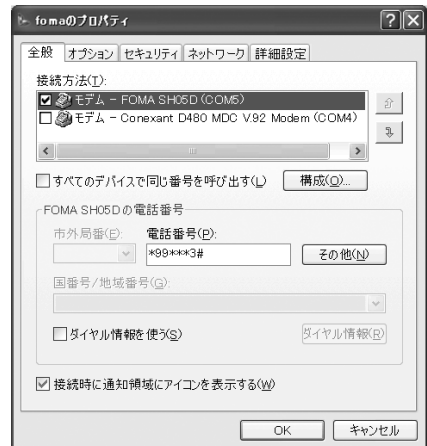 fomaのプロパティ
全般 オプション セキュリティ ネットワーク 詳細設定
接続方法(T):
モデム - FOMA SH05D (COM5)
モデム - Conexant D480 MDC V.92 Modem (COM4)
すべてのデバイスで同じ番号を呼び出す(L) 構成(O)...
FOMA SH05Dの電話番号
市外局番(E): 電話番号(P):
*99***3# その他(N)
国番号/地域番号(G):
ダイヤル情報を使う(S) ダイヤル情報(R)
接続時に通知領域にアイコンを表示する(W)
OK キャンセル